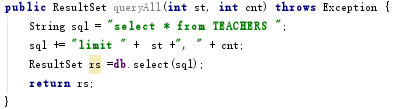 public ResultSet queryAll(int st, int cnt) throws Exception {
String sql = "select * from TEACHERS ";
sql += "limit " + st +", " + cnt;
ResultSet rs =db.select(sql);
return rs;
}